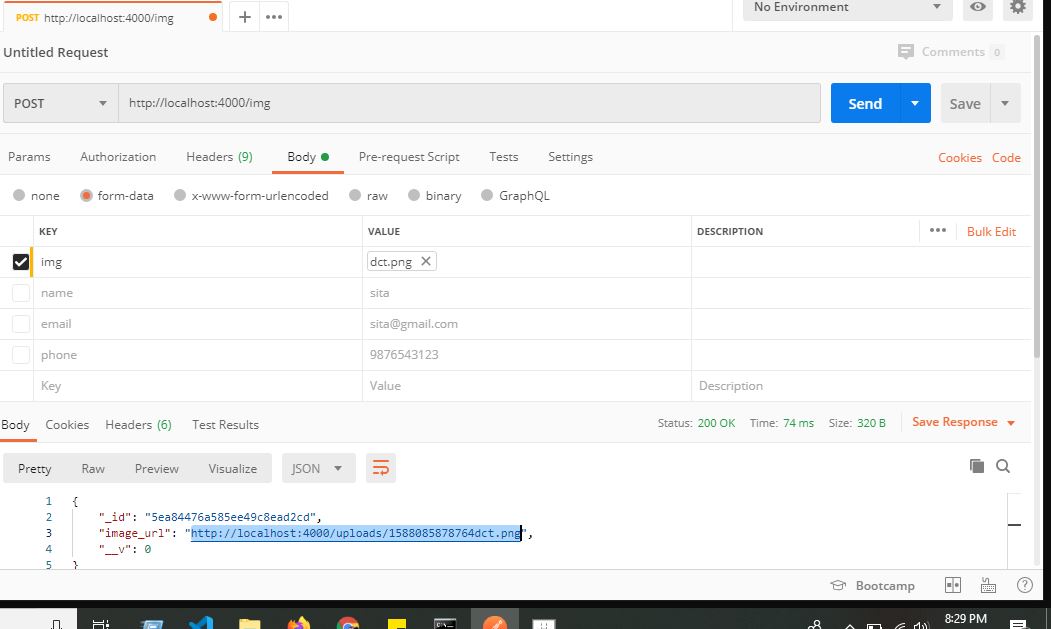 POST http://localhost:4000/img
No Environment
Untitled Request
Comments 0
POST http://localhost:4000/img Send Save
Params Authorization Headers (9) Body Pre-request Script Tests Settings Cookies Code
none form-data x-www-form-urlencoded raw binary GraphQL
KEY VALUE DESCRIPTION Bulk Edit
img dct.png
name sita
email sita@gmail.com
phone 9876543123
Key Value Description
Body Cookies Headers (6) Test Results Status: 200 OK Time: 74 ms Size: 320 B Save Response
Pretty Raw Preview Visualize JSON
1 {
2 "_id": "5ea84476a585ee49c8ead2cd",
3 "image_url": "http://localhost:4000/uploads/1588085878764dct.png",
4 "__v": 0
5 }
Bootcamp
8:29 PM